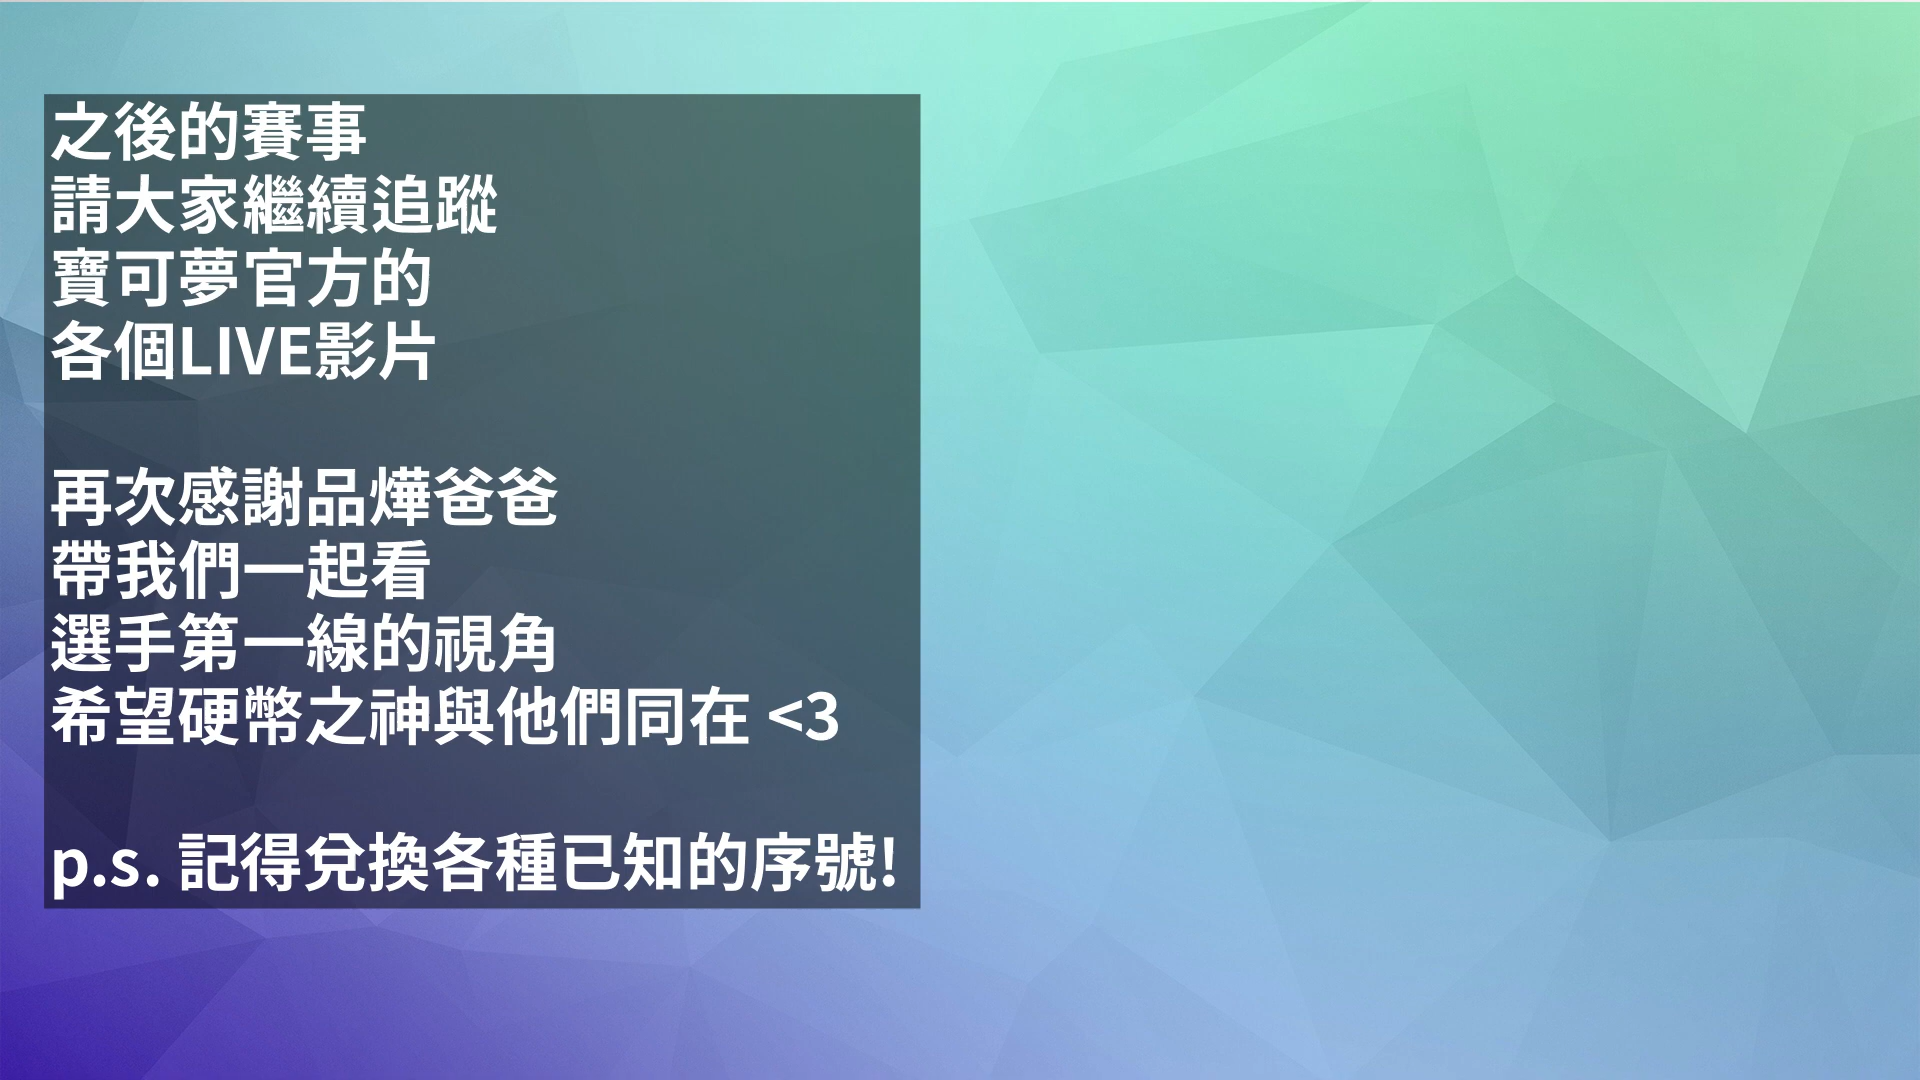 之後的賽事
請大家繼續追蹤
寶可夢官方的
各個LIVE影片
再次感謝品燁爸爸
帶我們一起看
選手第一線的視角
希望硬幣之神與他們同在 <3
p.s. 記得兌換各種已知的序號!